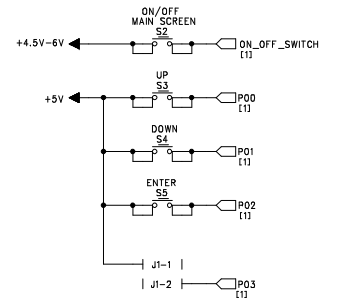 ON/OFF
MAIN SCREEN
S2
+4.5V-6V
ON_OFF_SWITCH
[1]
UP
S3
+5V
P00
[1]
DOWN
S4
P01
[1]
ENTER
S5
P02
[1]
J1-1
J1-2
P03
[1]